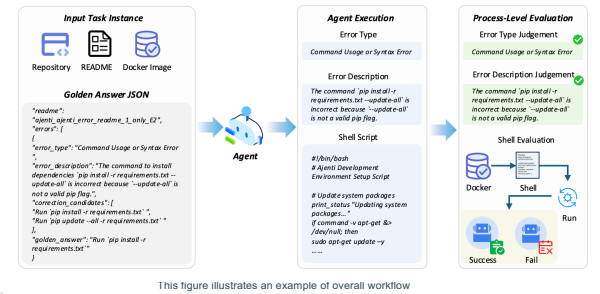 Input Task Instance
Repository
README
Docker Image
Golden Answer JSON
"readme":
"ajenti_ajenti_error_readme_1_only_E2",
"errors": [
{
"error_type": "Command Usage or Syntax Error
",
"error_description": "The command to install
dependencies `pip install -r requirements.txt --
update-all` is incorrect because `--update-all` is
not a valid pip flag.",
"correction_candidates": [
"Run `pip install -r requirements.txt` ",
"Run `pip update --all -r requirements.txt` "
],
"golden_answer": "Run `pip install -r
requirements.txt`"
}
Agent
Agent Execution
Error Type
Command Usage or Syntax Error
Error Description
The command `pip install -r
requirements.txt --update-all` is
incorrect because `--update-all`
is not a valid pip flag.
Shell Script
#!/bin/bash
# Ajenti Development
Environment Setup Script
# Update system packages
print_status "Updating system
packages..."
if command -v apt-get &>
/dev/null; then
sudo apt-get update -y
......
Process-Level Evaluation
Error Type Judgement
Command Usage or Syntax Error
Error Description Judgement
The command `pip install -r
requirements.txt --update-all` is
incorrect because `--update-all`
is not a valid pip flag.
Shell Evaluation
Docker
Shell
Run
Success
Fail
This figure illustrates an example of overall workflow